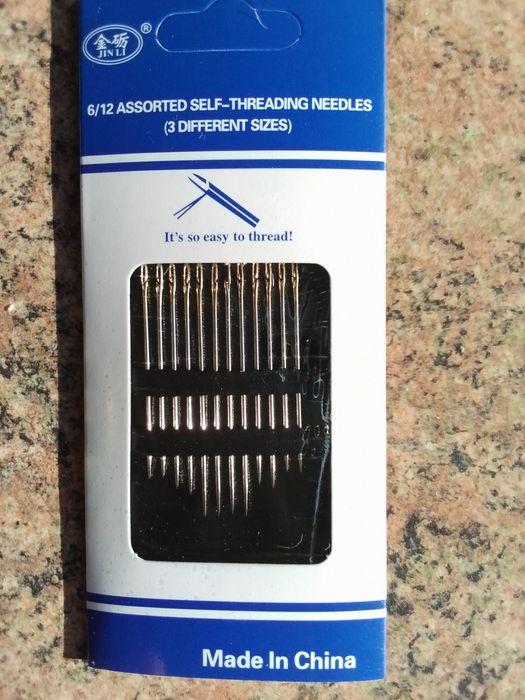 金砺
JIN LI
®
6/12 ASSORTED SELF-THREADING NEEDLES
(3 DIFFERENT SIZES)
It's so easy to thread!
Made In China